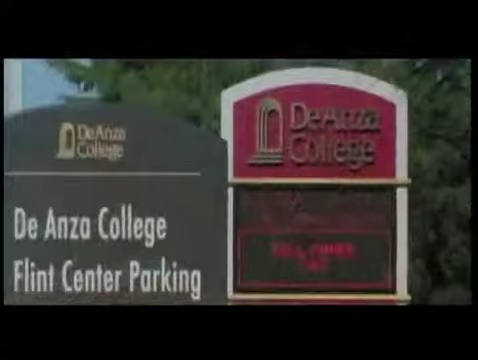 De Anza
College
De Anza College
Flint Center Parking
De Anza
College